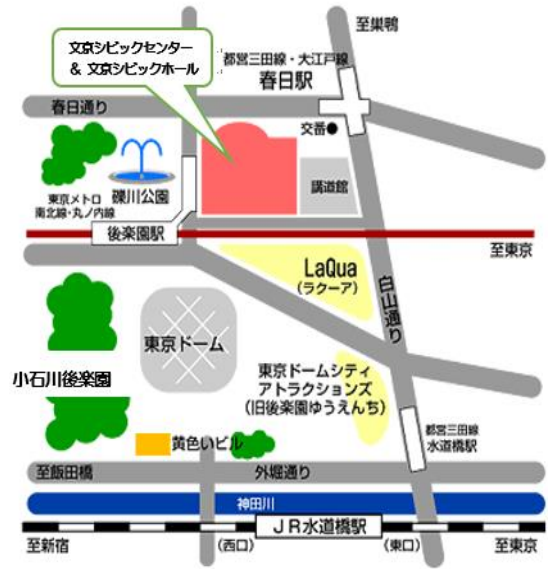 至巣鴨
文京シビックセンター
& 文京シビックホール
都営三田線・大江戸線
春日駅
春日通り
交番●
礫川公園
講道館
東京メトロ
南北線・丸ノ内線
後楽園駅
至東京
LaQua
(ラクーア)
白山通り
東京ドーム
小石川後楽園
東京ドームシティ
アトラクションズ
(旧後楽園ゆうえんち)
都営三田線
水道橋駅
黄色いビル
至飯田橋
外堀通り
神田川
JR水道橋駅
至新宿
(西口)
(東口)
至東京